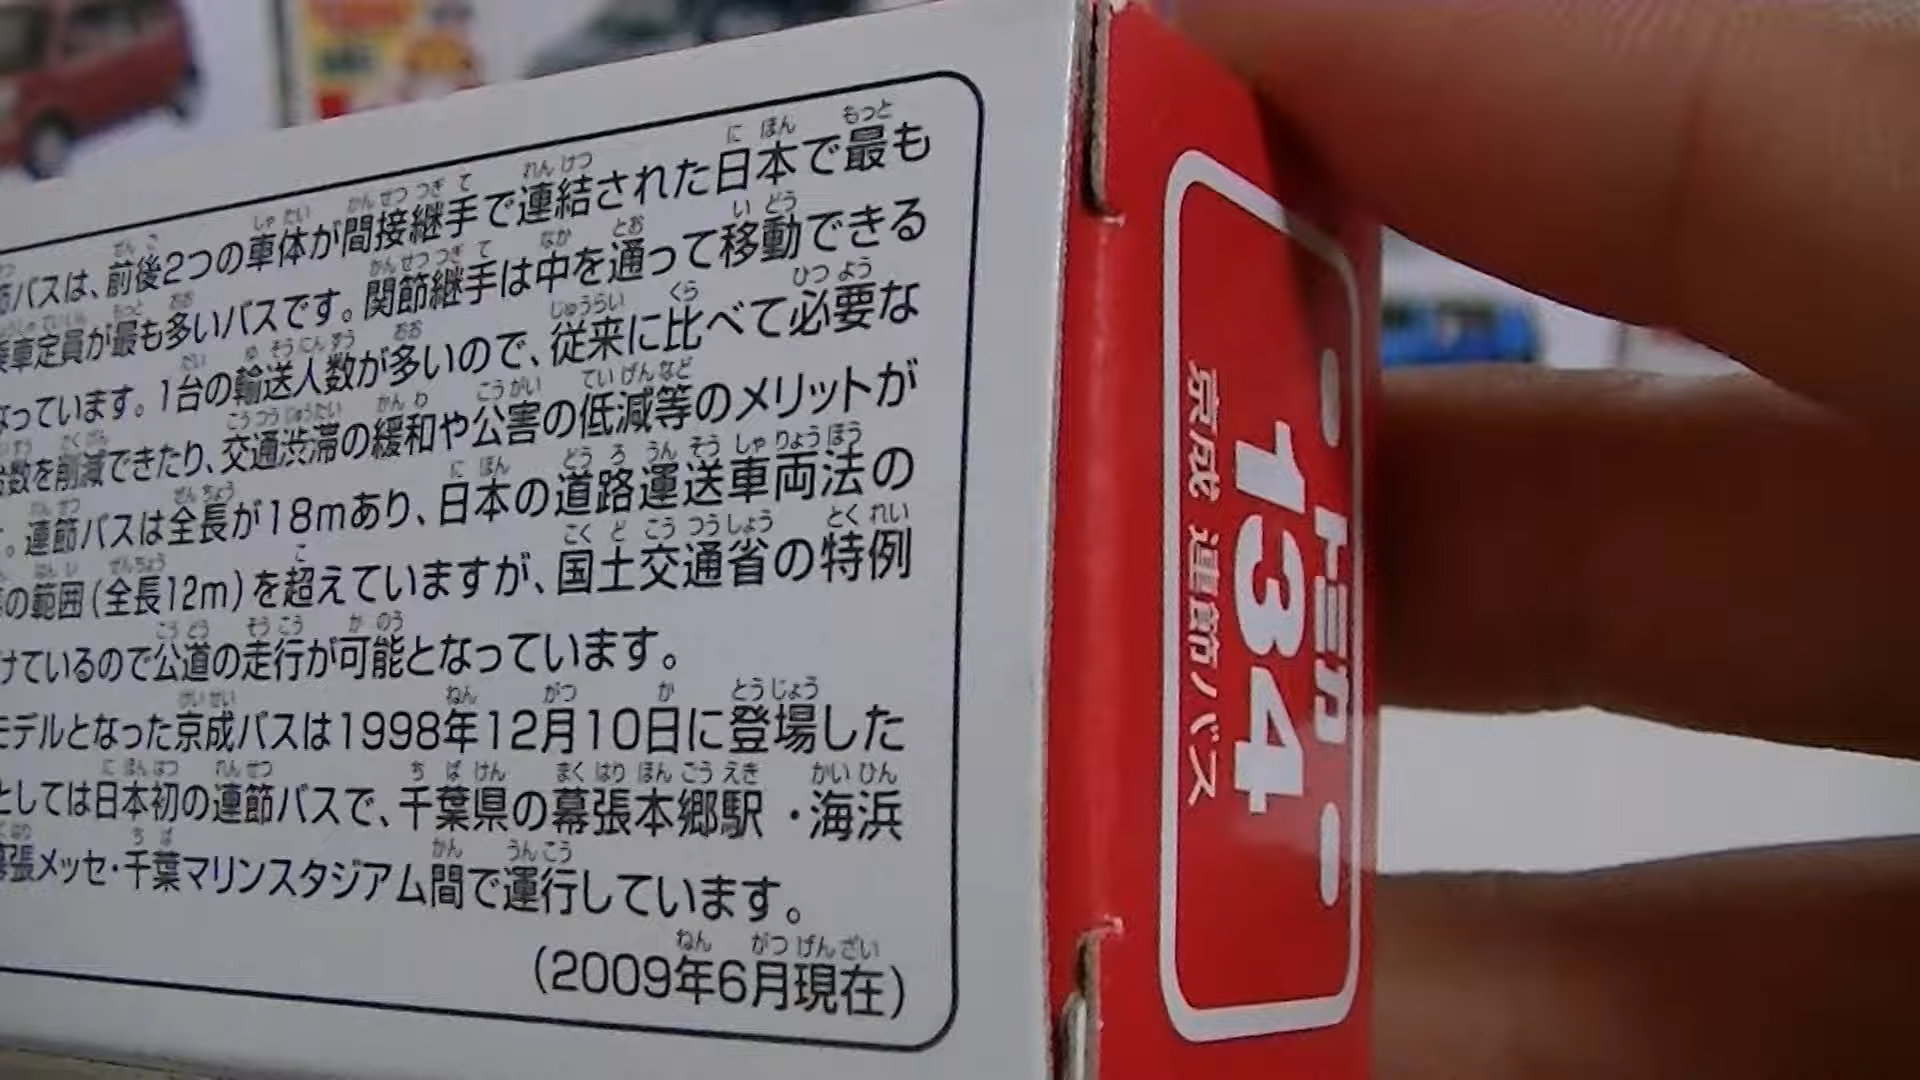 バスは、前後2つの車体が間接継手で連結された日本で最も
乗車定員が最も多いバスです。関節継手は中を通って移動できる
なっています。1台の輸送人数が多いので、従来に比べて必要な
台数を削減できたり、交通渋滞の緩和や公害の低減等のメリットが
。連節バスは全長が18mあり、日本の道路運送車両法の
の範囲(全長12m)を超えていますが、国土交通省の特例
けているので公道の走行が可能となっています。
モデルとなった京成バスは1998年12月10日に登場した
としては日本初の連節バスで、千葉県の幕張本郷駅・海浜
幕張メッセ・千葉マリンスタジアム間で運行しています。
(2009年6月現在)
トミカ
134
京成 連節バス